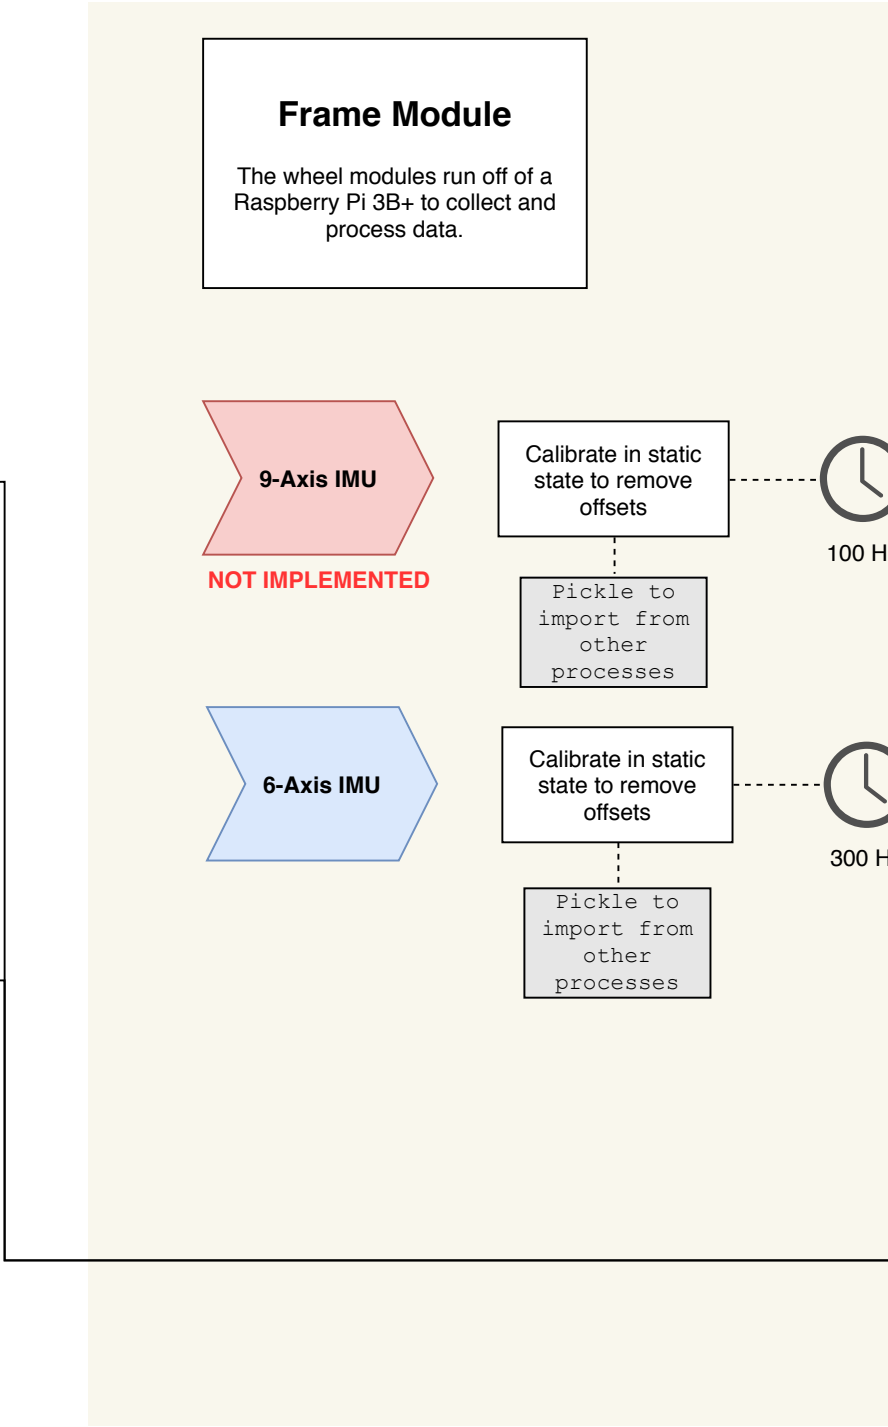 Frame Module
The wheel modules run off of a
Raspberry Pi 3B+ to collect and
process data.
9-Axis IMU
NOT IMPLEMENTED
Calibrate in static
state to remove
offsets
100 H
Pickle to
import from
other
processes
6-Axis IMU
Calibrate in static
state to remove
offsets
300 H
Pickle to
import from
other
processes